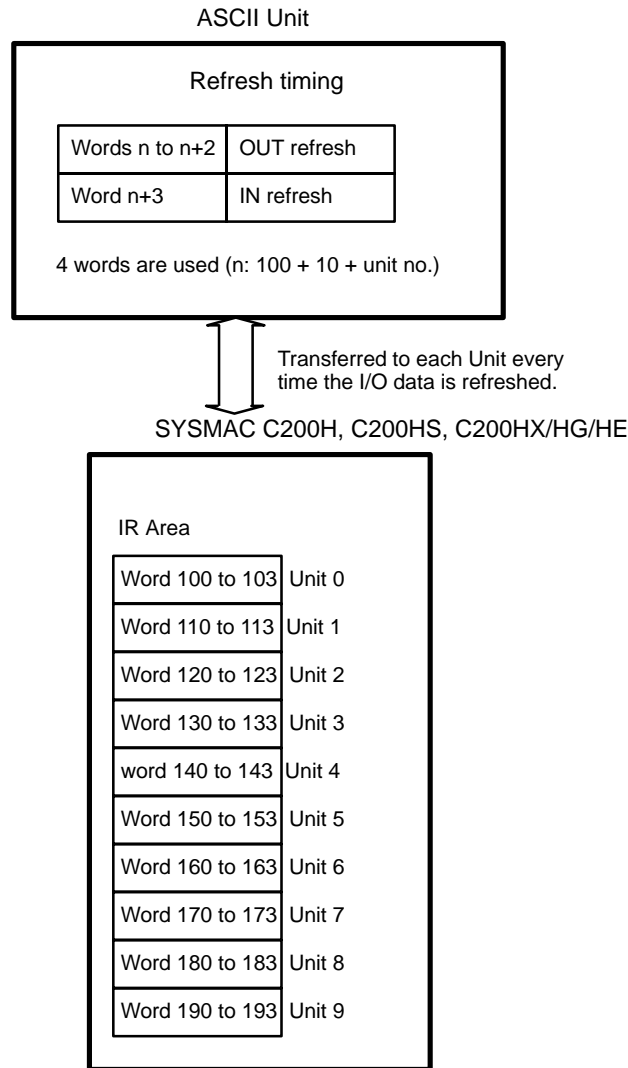 ASCII Unit
Refresh timing
Words n to n+2 OUT refresh
Word n+3 IN refresh
4 words are used (n: 100 + 10 + unit no.)
Transferred to each Unit every
time the I/O data is refreshed.
SYSMAC C200H, C200HS, C200HX/HG/HE
IR Area
Word 100 to 103 Unit 0
Word 110 to 113 Unit 1
Word 120 to 123 Unit 2
Word 130 to 133 Unit 3
word 140 to 143 Unit 4
Word 150 to 153 Unit 5
Word 160 to 163 Unit 6
Word 170 to 173 Unit 7
Word 180 to 183 Unit 8
Word 190 to 193 Unit 9